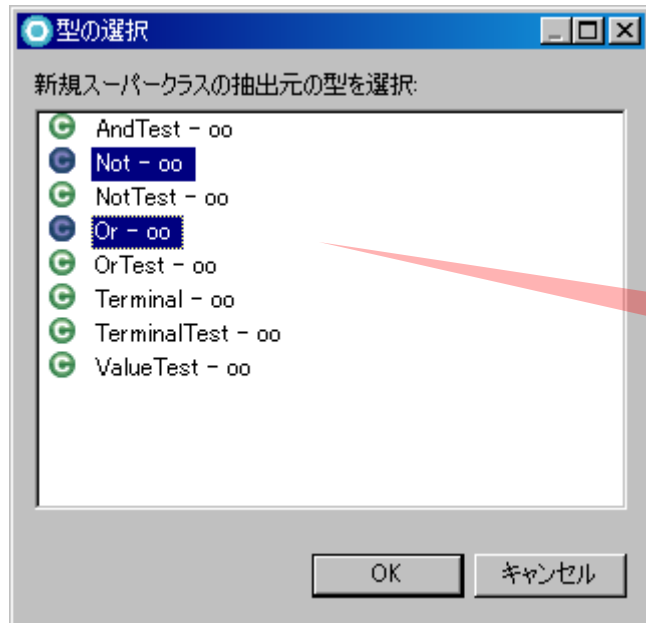 型の選択
新規スーパークラスの抽出元の型を選択:
AndTest - oo
Not - oo
NotTest - oo
Or - oo
OrTest - oo
Terminal - oo
TerminalTest - oo
ValueTest - oo
OK キャンセル